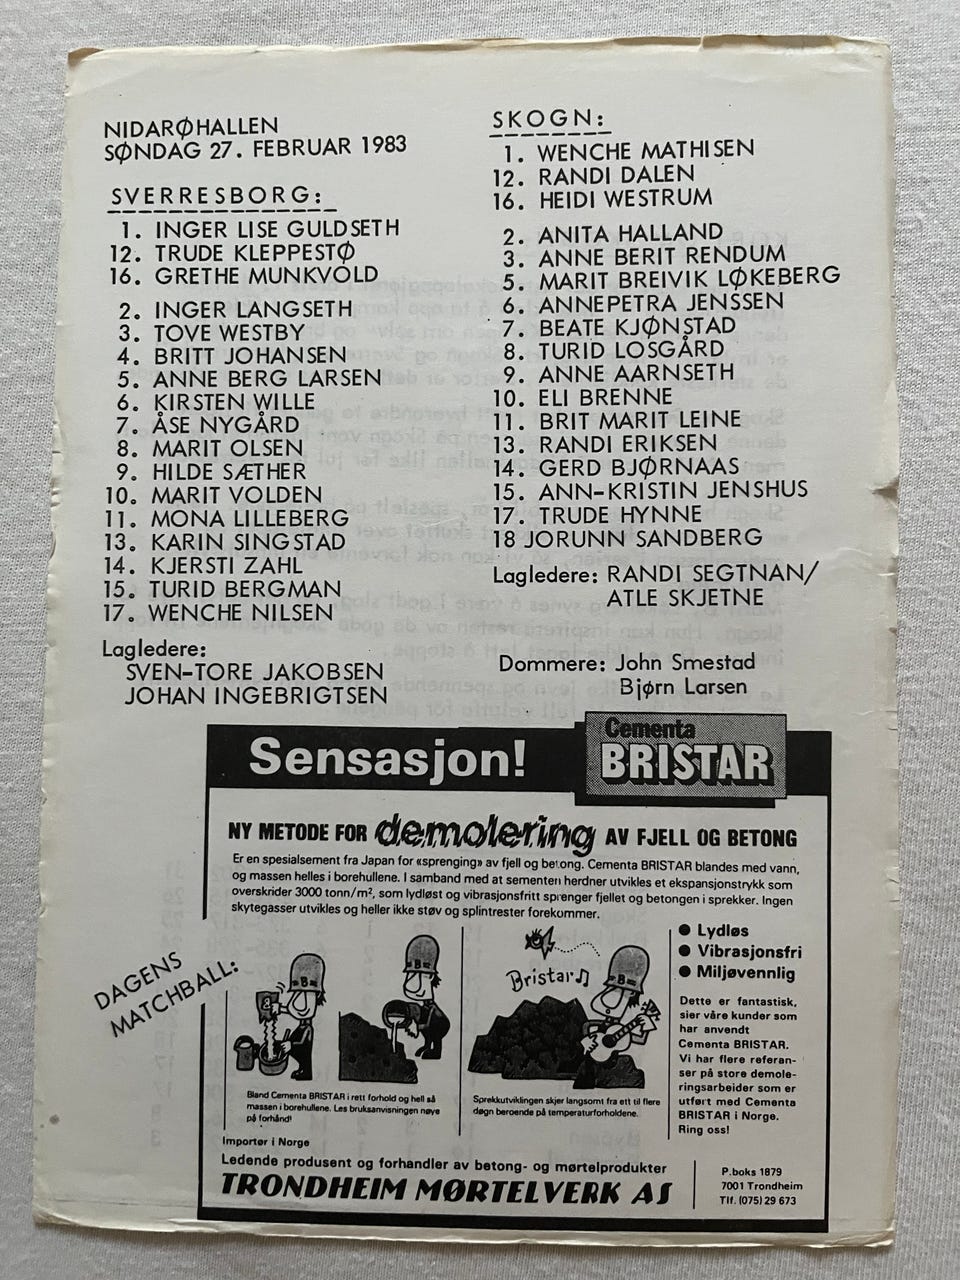 NIDARØHALLEN
SØNDAG 27. FEBRUAR 1983
SVERRESBORG:
1. INGER LISE GULDSETH
12. TRUDE KLEPPESTØ
16. GRETHE MUNKVOLD
2. INGER LANGSETH
3. TOVE WESTBY
4. BRITT JOHANSEN
5. ANNE BERG LARSEN
6. KIRSTEN WILLE
7. ÅSE NYGÅRD
8. MARIT OLSEN
9. HILDE SÆTHER
10. MARIT VOLDEN
11. MONA LILLEBERG
13. KARIN SINGSTAD
14. KJERSTI ZAHL
15. TURID BERGMAN
17. WENCHE NILSEN
Lagledere:
SVEN-TORE JAKOBSEN
JOHAN INGEBRIGTSEN
SKOGN:
1. WENCHE MATHISEN
12. RANDI DALEN
16. HEIDI WESTRUM
2. ANITA HALLAND
3. ANNE BERIT RENDUM
5. MARIT BREIVIK LØKEBERG
6. ANNEPETRA JENSSEN
7. BEATE KJØNSTAD
8. TURID LOSGÅRD
9. ANNE AARNSETH
10. ELI BRENNE
11. BRIT MARIT LEINE
13. RANDI ERIKSEN
14. GERD BJØRNAAS
15. ANN-KRISTIN JENSHUS
17. TRUDE HYNNE
18 JORUNN SANDBERG
Lagledere: RANDI SEGTNAN/
ATLE SKJETNE
Dommere: John Smestad
Bjørn Larsen
DAGENS
MATCHBALL:
Sensasjon!
Cementa
BRISTAR
NY METODE FOR demolering AV FJELL OG BETONG
Er en spesialsement fra Japan for «sprenging» av fjell og betong. Cementa BRISTAR blandes med vann,
og massen helles i borehullene. I samband med at sementen herdner utvikles et ekspansjonstrykk som
overskrider 3000 tonn/m², som lydløst og vibrasjonsfritt sprenger fjellet og betongen i sprekker. Ingen
skytegasser utvikles og heller ikke støv og splintrester forekommer.
Bristar♫
B
B
B
Bland Cementa BRISTAR i rett forhold og hell så
massen i borehullene. Les bruksanvisningen nøye
på forhånd!
Sprekkutviklingen skjer langsomt fra ett til flere
døgn beroende på temperaturforholdene.
● Lydløs
● Vibrasjonsfri
● Miljøvennlig
Dette er fantastisk,
sier våre kunder som
har anvendt
Cementa BRISTAR.
Vi har flere referan-
ser på store demole-
ringsarbeider som er
utført med Cementa
BRISTAR i Norge.
Ring oss!
Importør i Norge
Ledende produsent og forhandler av betong- og mørtelprodukter
TRONDHEIM MØRTELVERK AS
P.boks 1879
7001 Trondheim
Tlf. (075) 29 673